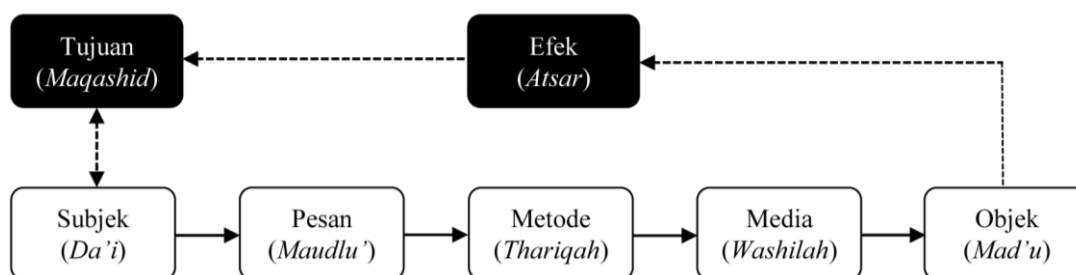 Tujuan
(Maqashid)
Efek
(Atsar)
Subjek
(Da’i)
Pesan
(Maudlu’)
Metode
(Thariqah)
Media
(Washilah)
Objek
(Mad’u)